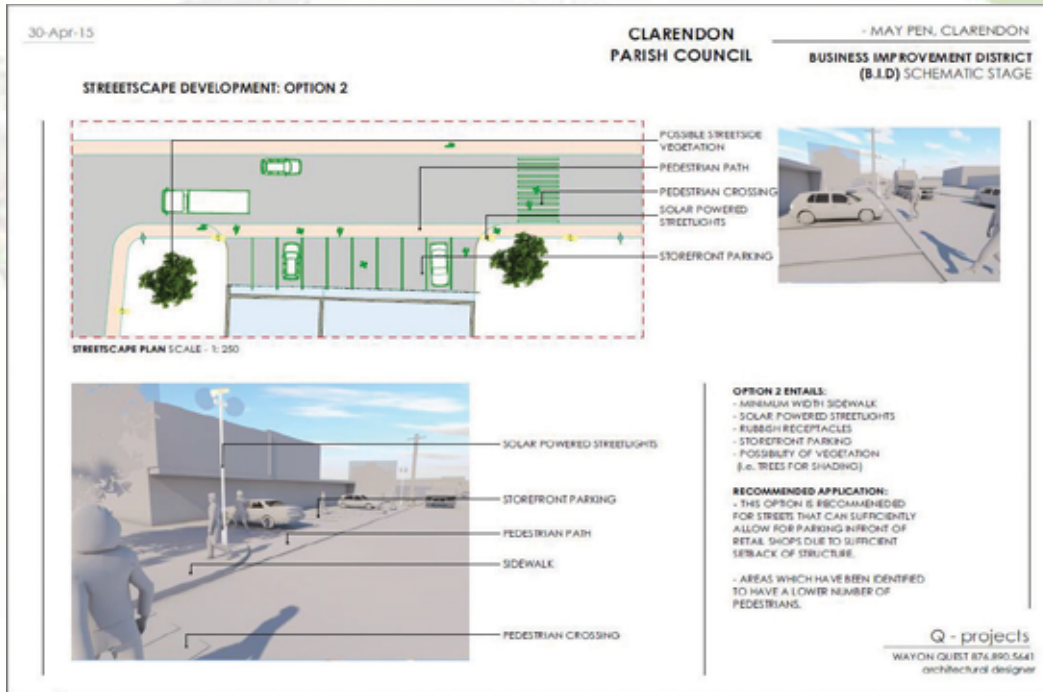 30-Apr-15
CLARENDON
PARISH COUNCIL
- MAY PEN, CLARENDON
BUSINESS IMPROVEMENT DISTRICT
(B.I.D) SCHEMATIC STAGE
STREEETSCAPE DEVELOPMENT: OPTION 2
POSSIBLE STREETSIDE
VEGETATION
PEDESTRIAN PATH
PEDESTRIAN CROSSING
SOLAR POWERED
STREETLIGHTS
STOREFRONT PARKING
STREETSCAPE PLAN SCALE - 1: 250
SOLAR POWERED STREETLIGHTS
STOREFRONT PARKING
PEDESTRIAN PATH
SIDEWALK
PEDESTRIAN CROSSING
OPTION 2 ENTAILS:
- MINIMUM WIDTH SIDEWALK
- SOLAR POWERED STREETLIGHTS
- RUBBISH RECEPTACLES
- STOREFRONT PARKING
- POSSIBILITY OF VEGETATION
(i.e. TREES FOR SHADING)
RECOMMENDED APPLICATION:
- THIS OPTION IS RECOMMENEDED
FOR STREETS THAT CAN SUFFICIENTLY
ALLOW FOR PARKING INFRONT OF
RETAIL SHOPS DUE TO SUFFICIENT
SETBACK OF STRUCTURE.
- AREAS WHICH HAVE BEEN IDENTIFIED
TO HAVE A LOWER NUMBER OF
PEDESTRIANS.
Q - projects
WAYON QUEST 876.890.5641
architectural designer